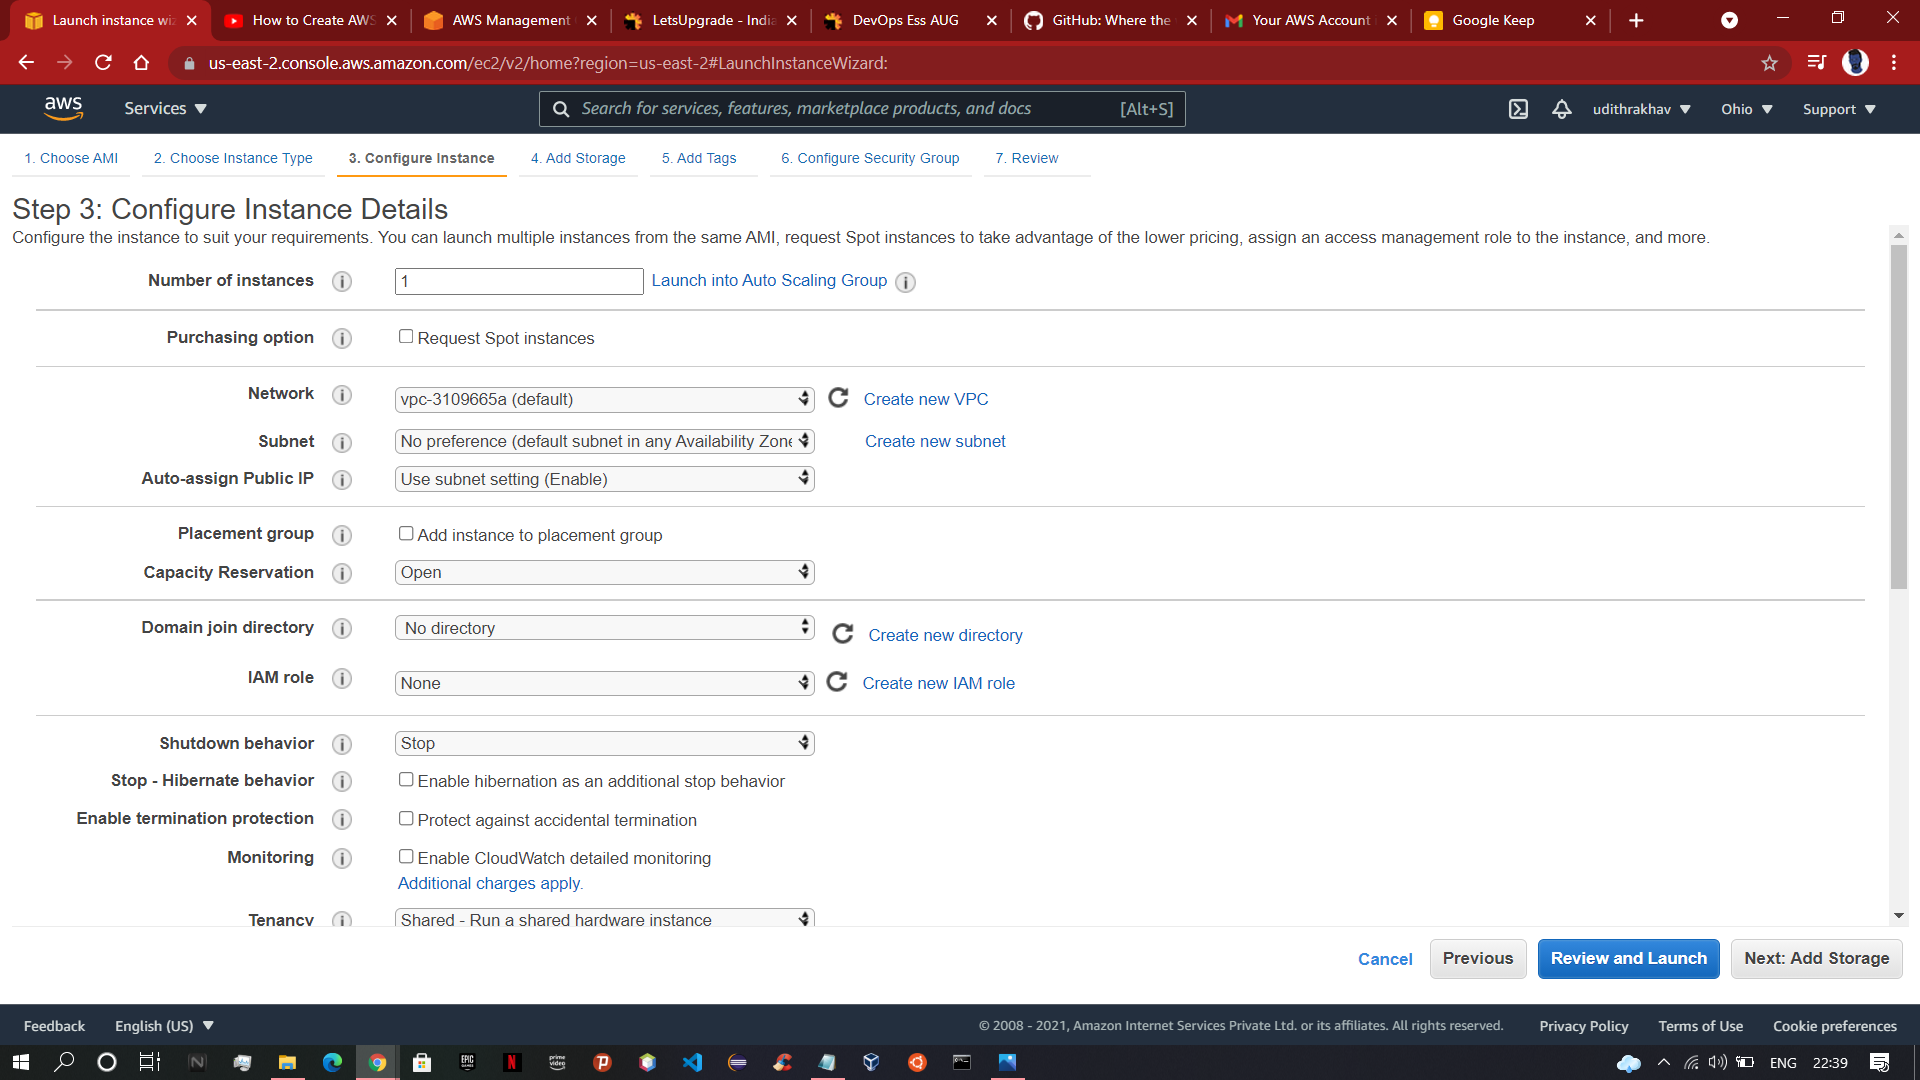 Launch instance wiz
How to Create AWS
AWS Management
LetsUpgrade - India
DevOps Ess AUG
GitHub: Where the
Your AWS Account
Google Keep
us-east-2.console.aws.amazon.com/ec2/v2/home?region=us-east-2#LaunchInstanceWizard:
aws
Services
Search for services, features, marketplace products, and docs
[Alt+S]
udithrakhav
Ohio
Support
1. Choose AMI
2. Choose Instance Type
3. Configure Instance
4. Add Storage
5. Add Tags
6. Configure Security Group
7. Review
Step 3: Configure Instance Details
Configure the instance to suit your requirements. You can launch multiple instances from the same AMI, request Spot instances to take advantage of the lower pricing, assign an access management role to the instance, and more.
Number of instances
1
Launch into Auto Scaling Group
Purchasing option
Request Spot instances
Network
vpc-3109665a (default)
Create new VPC
Subnet
No preference (default subnet in any Availability Zone
Create new subnet
Auto-assign Public IP
Use subnet setting (Enable)
Placement group
Add instance to placement group
Capacity Reservation
Open
Domain join directory
No directory
Create new directory
IAM role
None
Create new IAM role
Shutdown behavior
Stop
Stop - Hibernate behavior
Enable hibernation as an additional stop behavior
Enable termination protection
Protect against accidental termination
Monitoring
Enable CloudWatch detailed monitoring
Additional charges apply.
Tenancy
Shared - Run a shared hardware instance
Cancel
Previous
Review and Launch
Next: Add Storage
Feedback
English (US)
© 2008 - 2021, Amazon Internet Services Private Ltd. or its affiliates. All rights reserved.
Privacy Policy
Terms of Use
Cookie preferences
EPIC GAMES
prime video
ENG
22:39